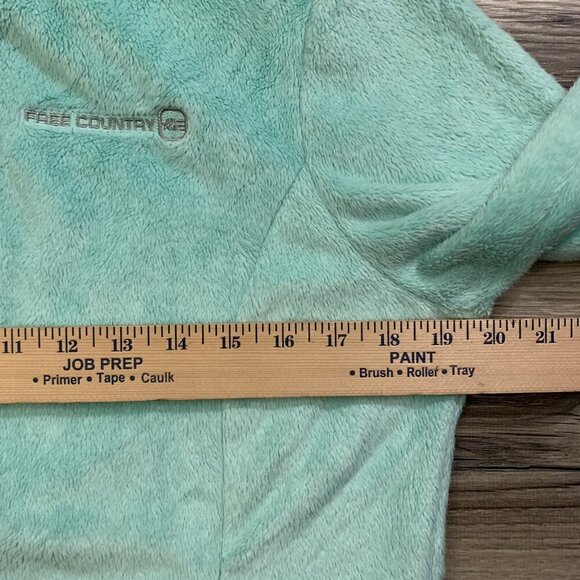 FREE COUNTRY
11 12 13 14 15 16 17 18 19 20 21
JOB PREP
• Primer • Tape • Caulk
PAINT
• Brush • Roller • Tray